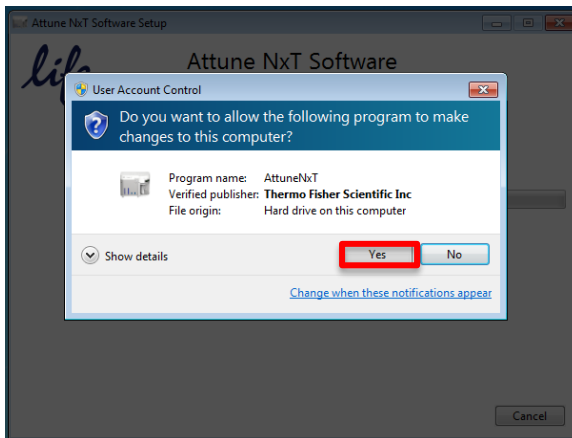 Attune NxT Software Setup
Attune NxT Software
User Account Control
Do you want to allow the following program to make
changes to this computer?
Program name: AttuneNxT
Verified publisher: Thermo Fisher Scientific Inc
File origin: Hard drive on this computer
Show details
Yes
No
Change when these notifications appear
Cancel